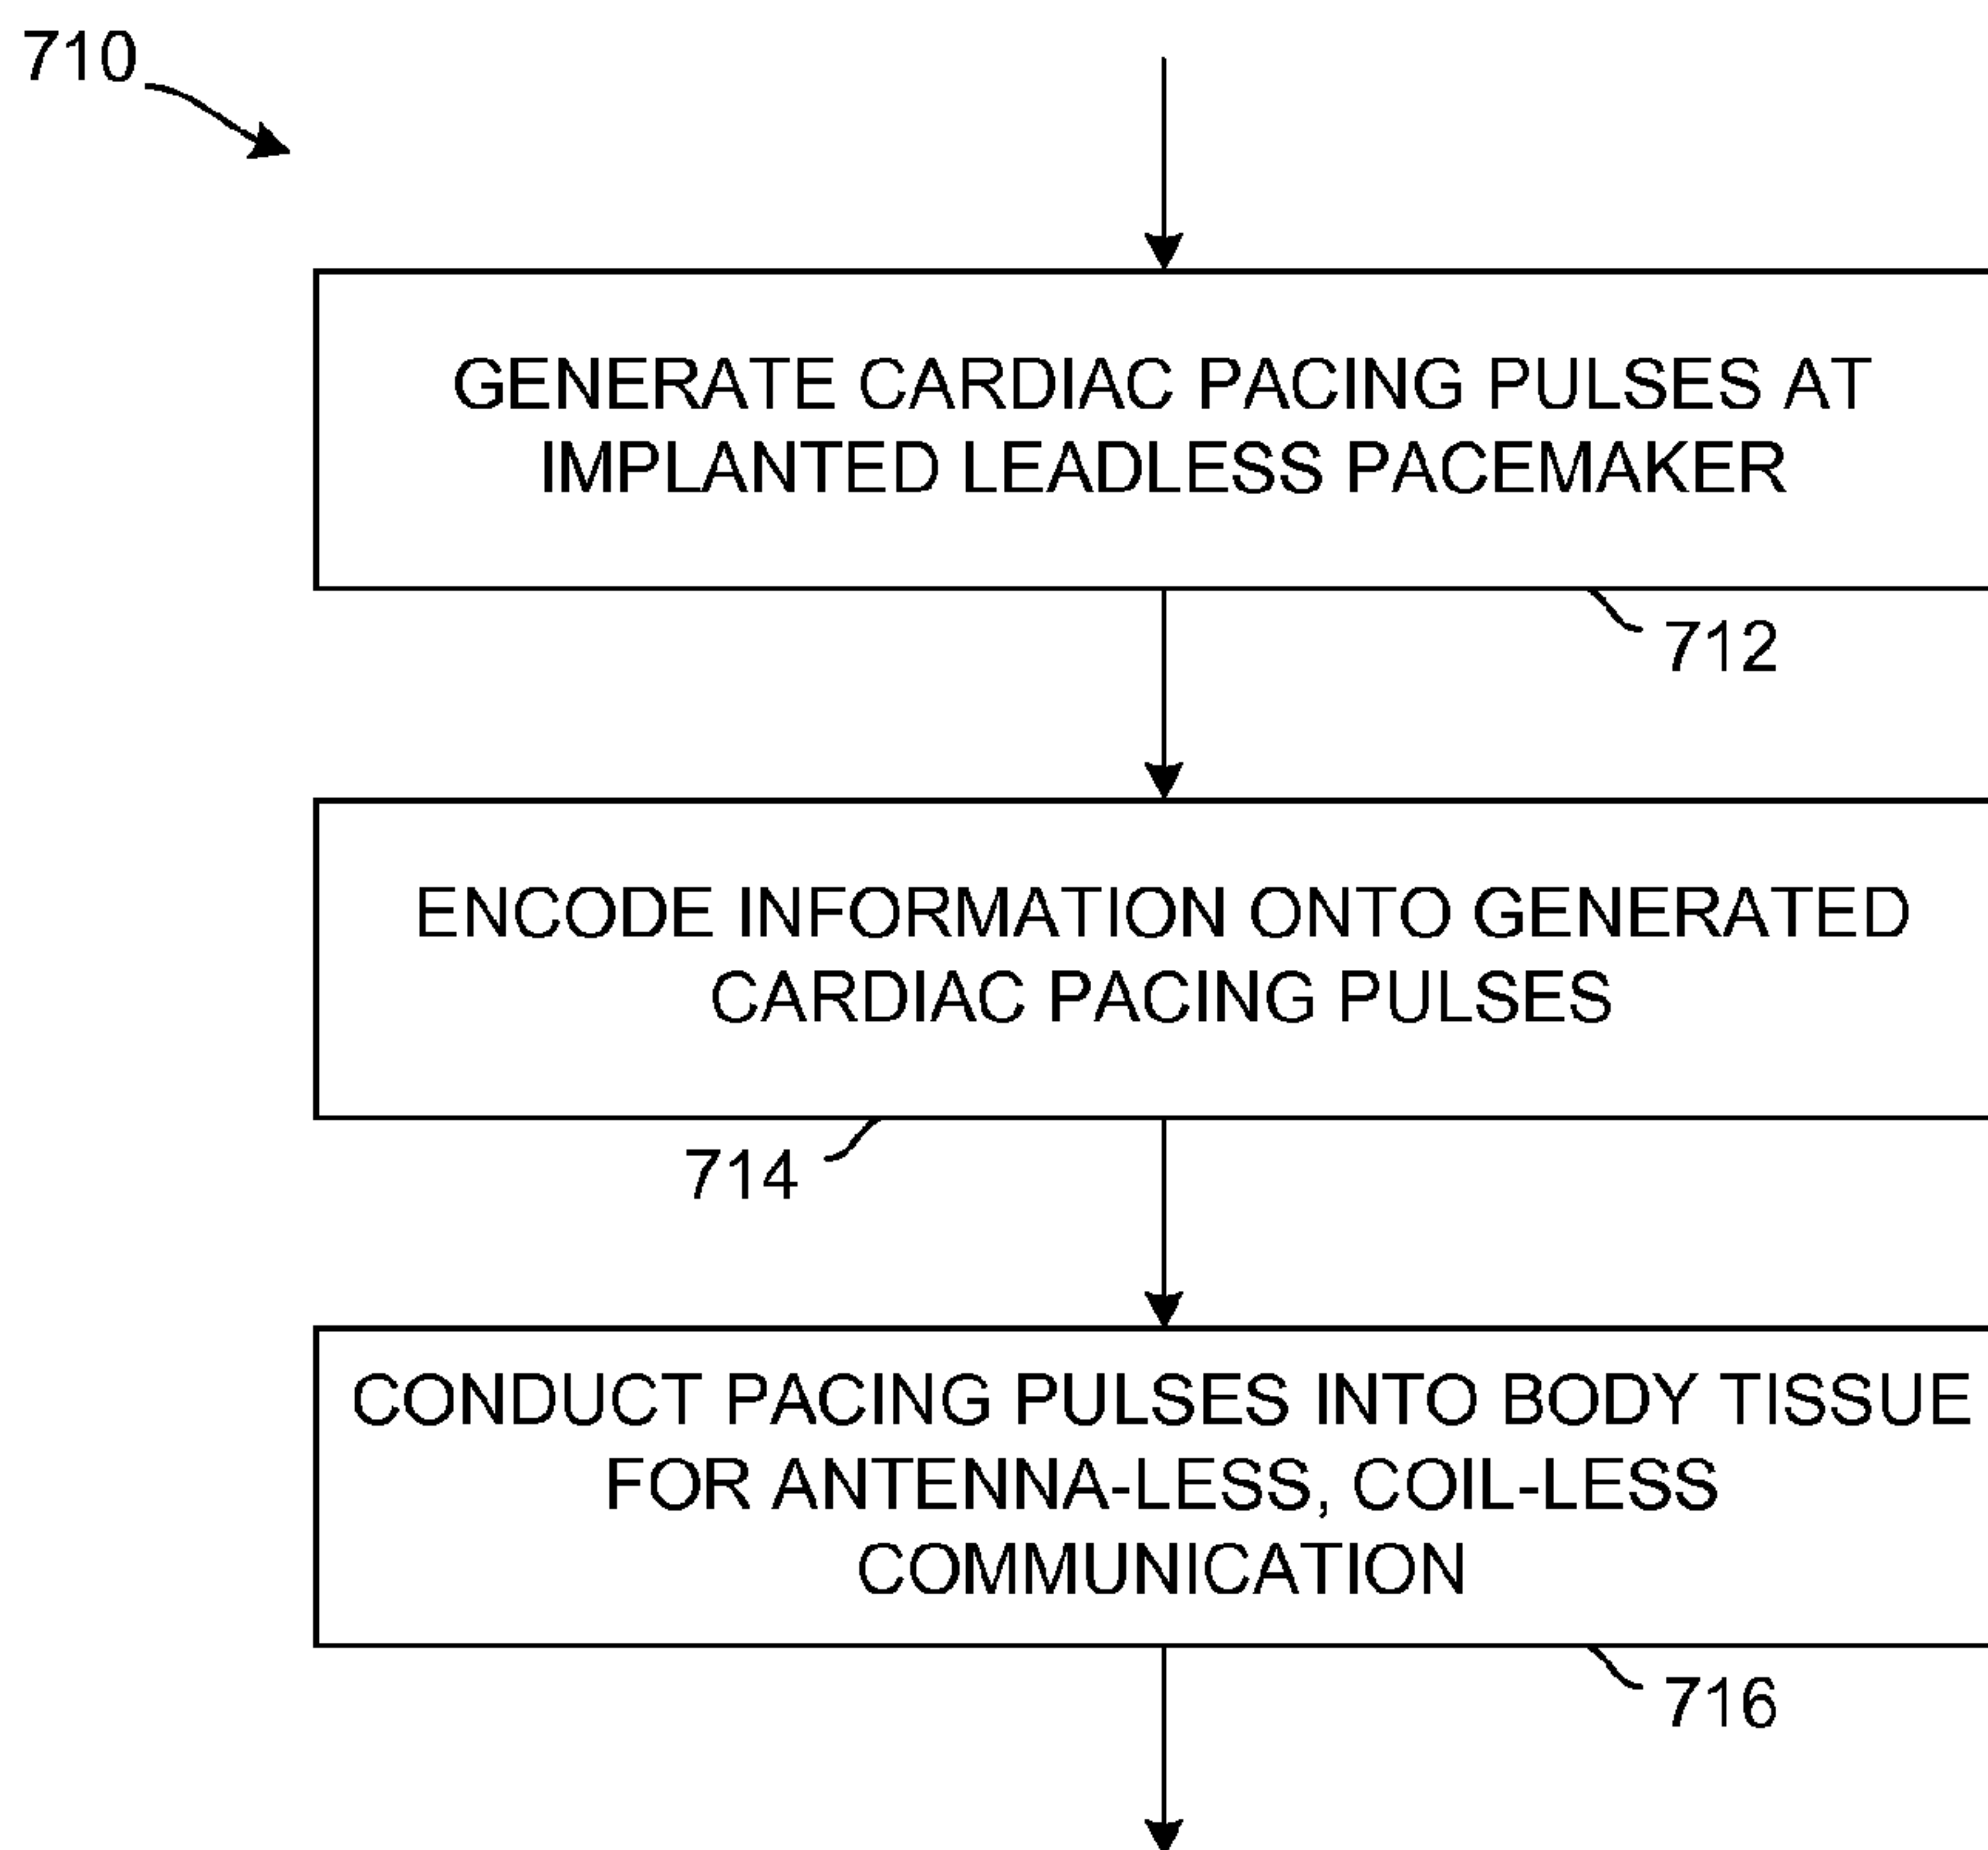 710
GENERATE CARDIAC PACING PULSES AT
IMPLANTED LEADLESS PACEMAKER
712
ENCODE INFORMATION ONTO GENERATED
CARDIAC PACING PULSES
714
CONDUCT PACING PULSES INTO BODY TISSUE
FOR ANTENNA-LESS, COIL-LESS
COMMUNICATION
716